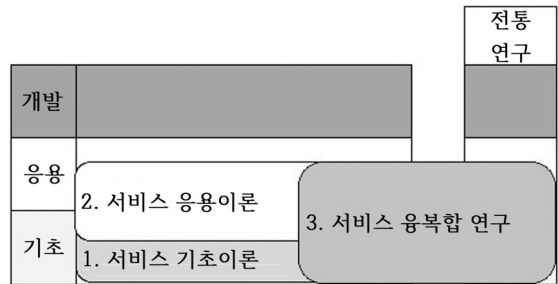 전통
연구
개발
응용
2. 서비스 응용이론
3. 서비스 융복합 연구
기초
1. 서비스 기초이론